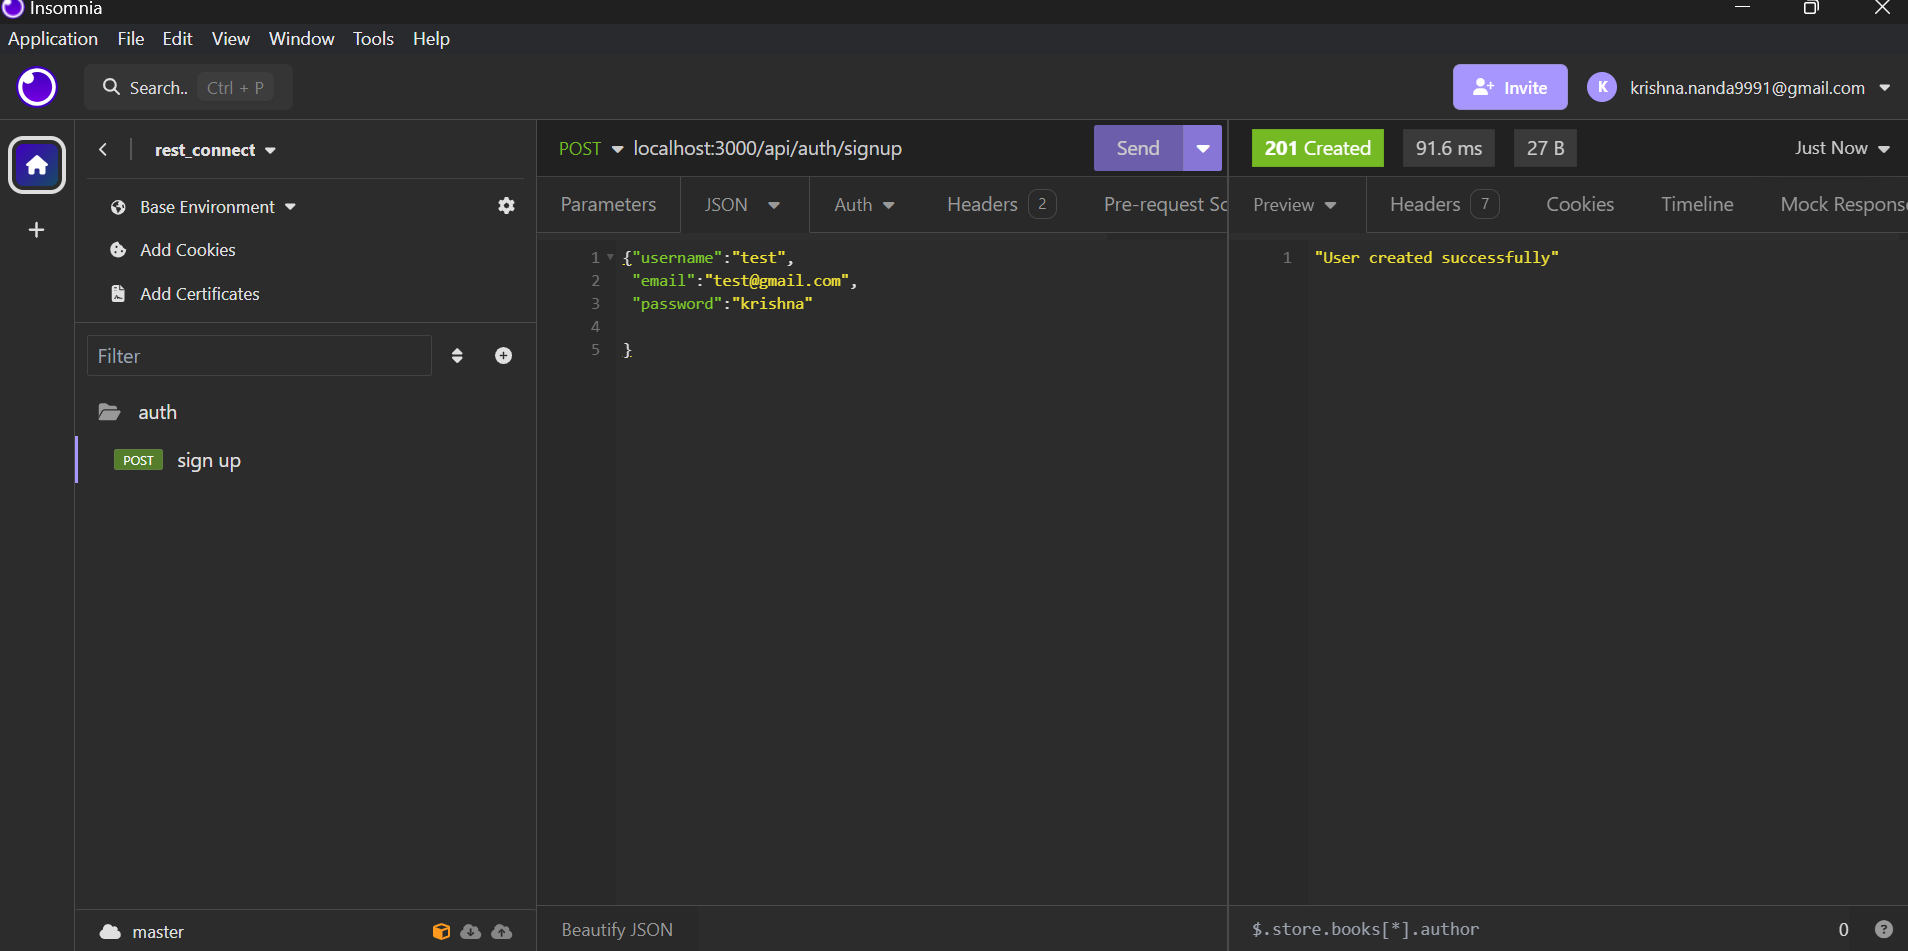 Insomnia
Application File Edit View Window Tools Help
Search.. Ctrl + P
Invite
K krishna.nanda9991@gmail.com
rest_connect
Base Environment
Add Cookies
Add Certificates
Filter
auth
POST sign up
master
POST localhost:3000/api/auth/signup Send
Parameters JSON Auth Headers 2 Pre-request Sc
1 {"username":"test",
2 "email":"test@gmail.com",
3 "password":"krishna"
4
5 }
Beautify JSON
201 Created 91.6 ms 27 B Just Now
Preview Headers 7 Cookies Timeline Mock Respons
1 "User created successfully"
$.store.books[*].author 0 ?